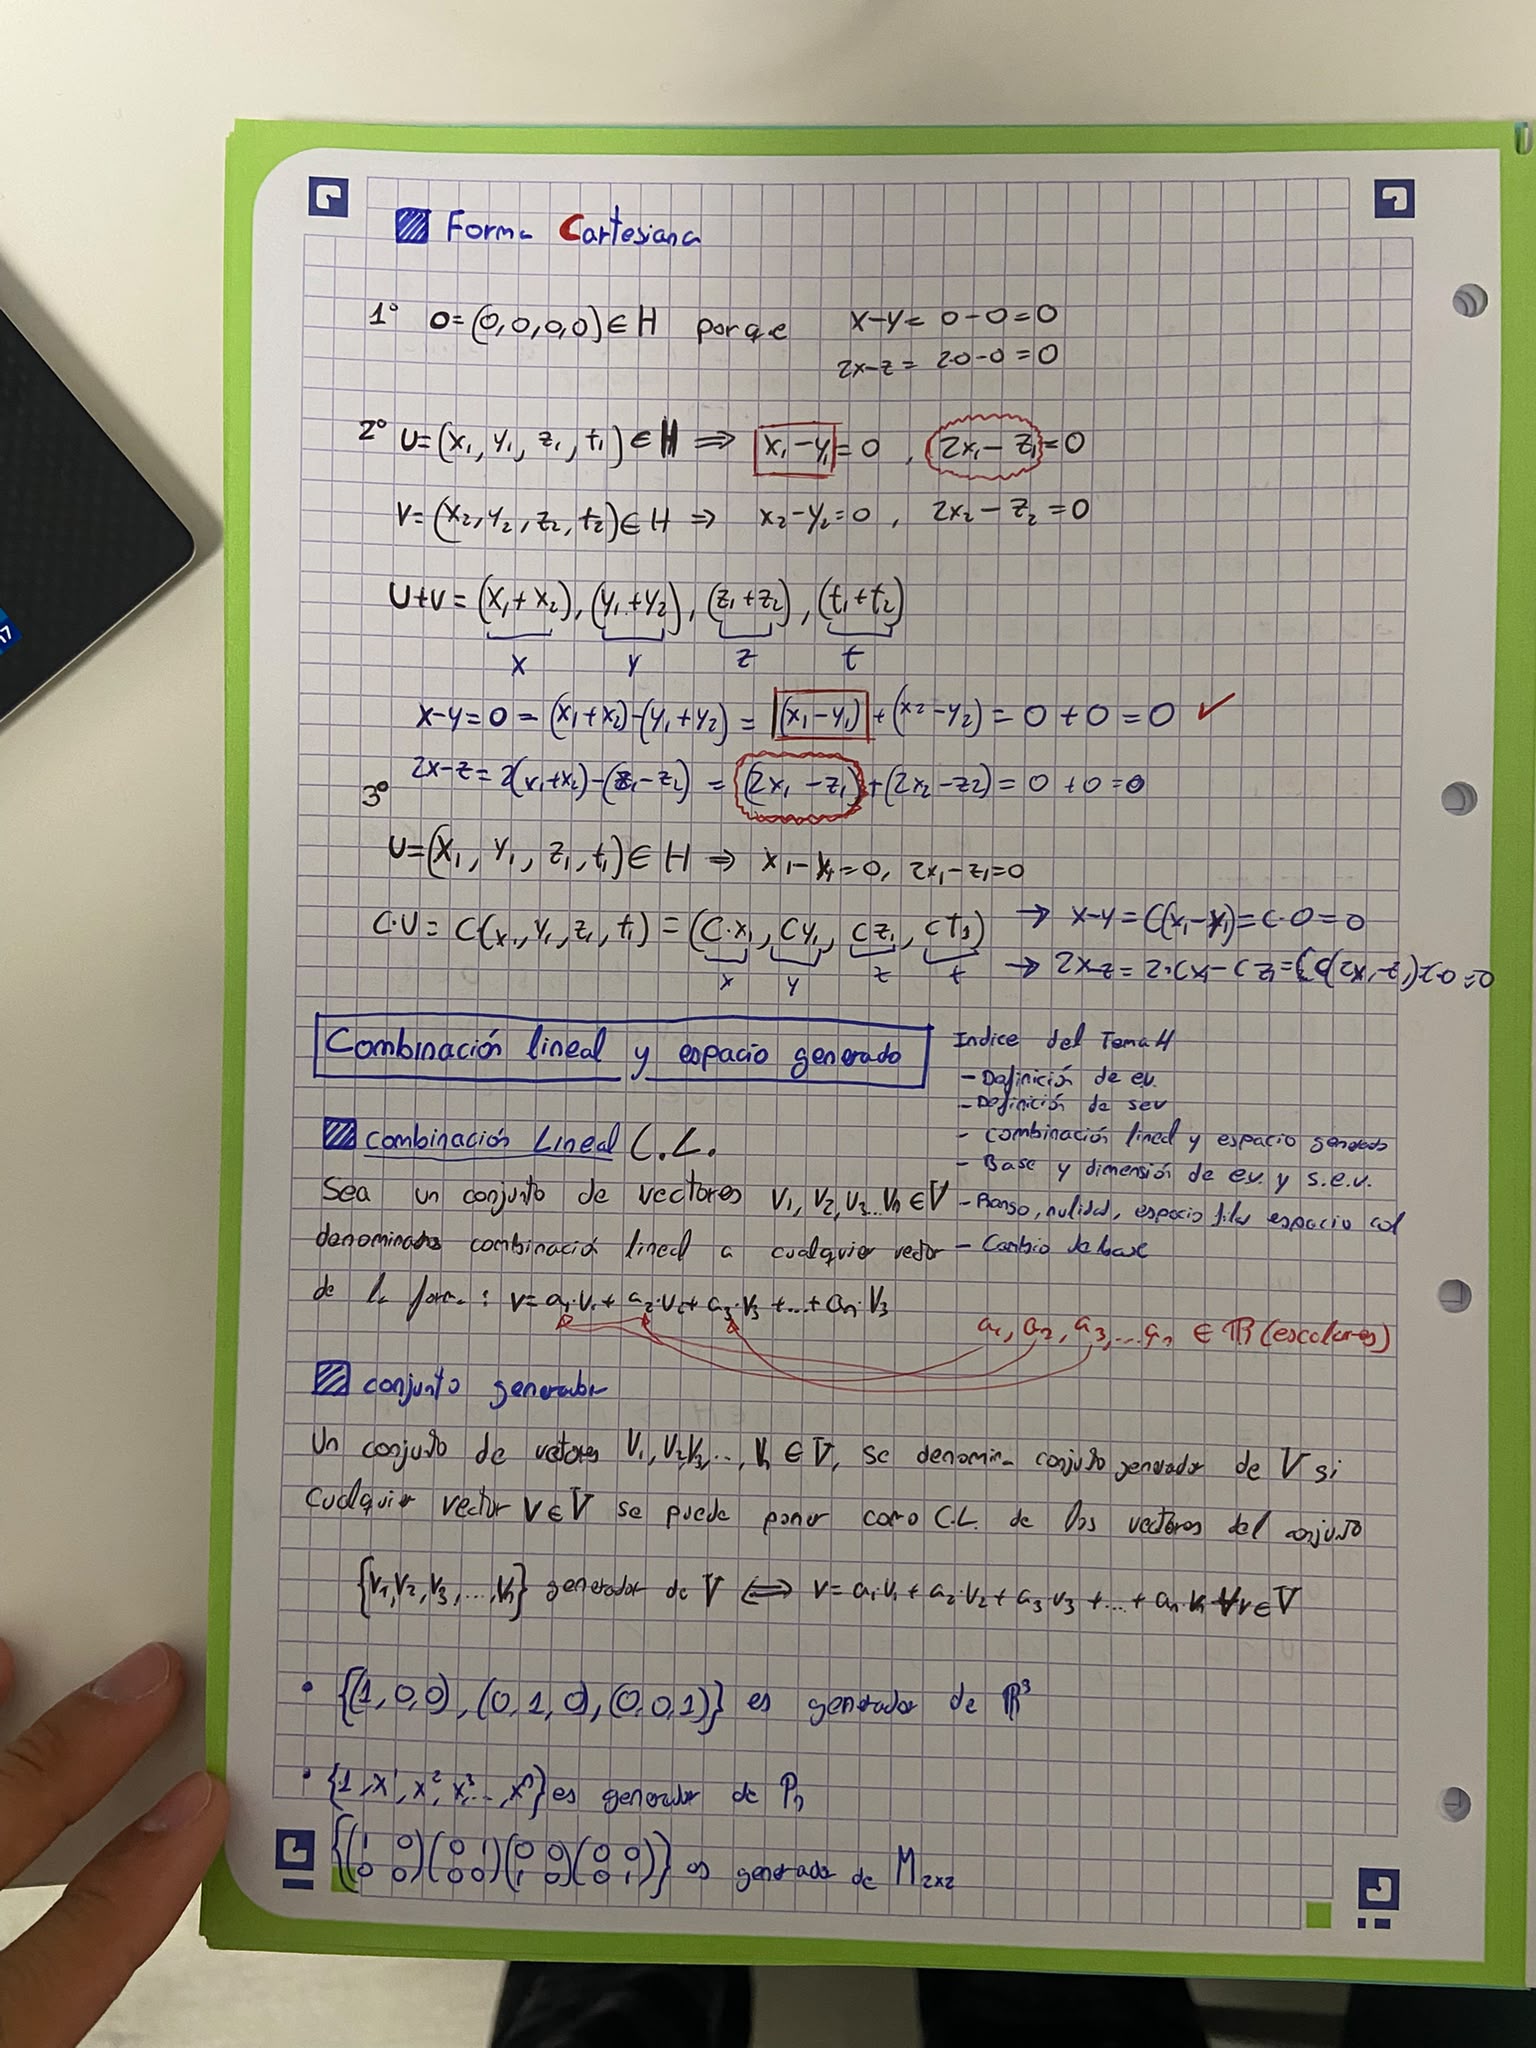 Forma Cartesiana
1° 0=(0,0,0,0)∈H porque x-y= 0-0=0
2x-z= 2·0-0=0
2° U=(x₁, y₁, z₁, t₁)∈H ⇒ x₁-y₁=0 , 2x₁-z₁=0
V=(x₂, y₂, z₂, t₂)∈H ⇒ x₂-y₂=0 , 2x₂-z₂=0
U+V=(x₁+x₂),(y₁+y₂),(z₁+z₂),(t₁+t₂)
x y z t
x-y=0=(x₁+x₂)-(y₁+y₂)=(x₁-y₁)+(x₂-y₂)=0+0=0 ✓
2x-z=2(x₁+x₂)-(z₁-z₂)=(2x₁-z₁)+(2x₂-z2)=0+0=0
3°
U=(x₁, y₁, z₁, t₁)∈H ⇒ x₁-y₁=0, 2x₁-z₁=0
C·U=C(x₁, y₁, z₁, t₁)=(C·x₁, Cy₁, Cz₁, Ct₁) → x-y=C(x₁-y₁)=C·0=0
x y z t → 2x-z=2·Cx₁-Cz₁=C(2x₁-z₁)=C·0=0
Combinación lineal y espacio generado
Indice del Tema 4
- Definición de ev.
- Definición de sev
- combinación lineal y espacio generado
- Base y dimensión de e.v. y s.e.v.
- Rango, nulidad, espacio fila espacio col
- Cambio de base
combinación Lineal C.L.
Sea un conjunto de vectores V₁, V₂, V₃...Vn ∈ V
denominamos combinación lineal a cualquier vector
de la forma: v=a₁·v₁+a₂·v₂+a₃·v₃+...+an·V₃
a₁, a₂, a₃,...an ∈ ℝ (escalares)
conjunto generador
Un conjunto de vectores V₁,V₂,V₃,..., Vn ∈ V, se denomina conjunto generador de V si
cualquier vector V∈V se puede poner como C.L. de los vectores del conjunto
{V₁,V₂,V₃,...,Vn} generador de V ⇔ v=a₁·v₁+a₂·v₂+a₃·v₃+...+an·vn ∀v∈V
• {(1,0,0),(0,1,0),(0,0,1)} es generador de ℝ³
• {1,x¹,x²,x³,...,xⁿ} es generador de Pn
{(1 0)(0 1)(0 0)(0 0)}
(0 0)(0 0)(1 0)(0 1) es generador de M₂ₓ₂
17